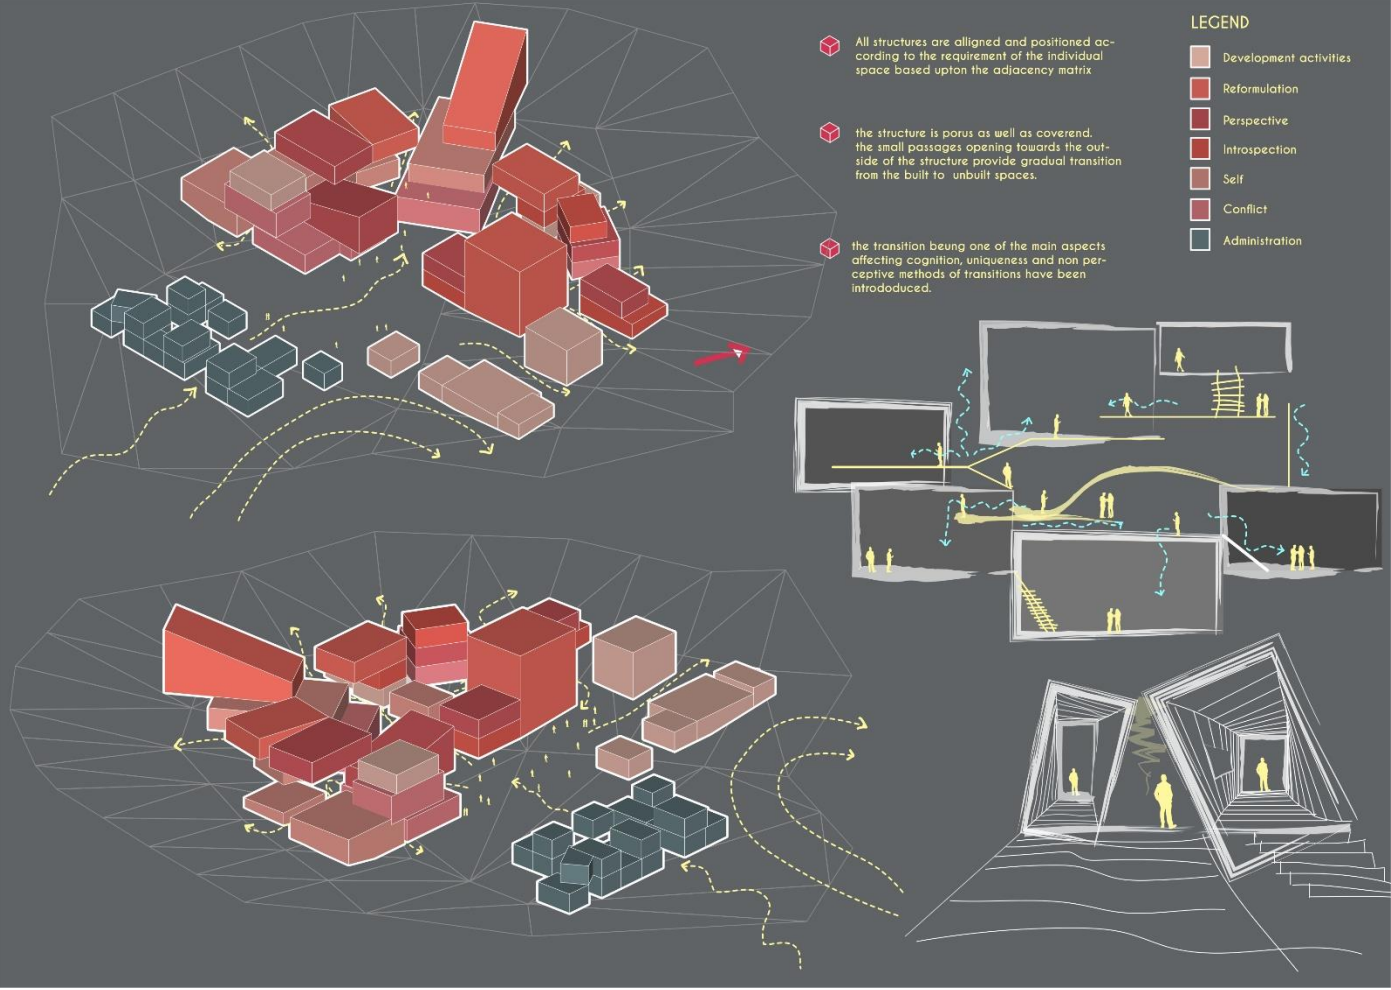 All structures are alligned and positioned ac-
cording to the requirement of the individual
space based upton the adjacency matrix
the structure is porus as well as coverend.
the small passages opening towards the out-
side of the structure provide gradual transition
from the built to unbuilt spaces.
the transition beung one of the main aspects
affecting cognition, uniqueness and non per-
ceptive methods of transitions have been
intrododuced.
LEGEND
Development activities
Reformulation
Perspective
Introspection
Self
Conflict
Administration